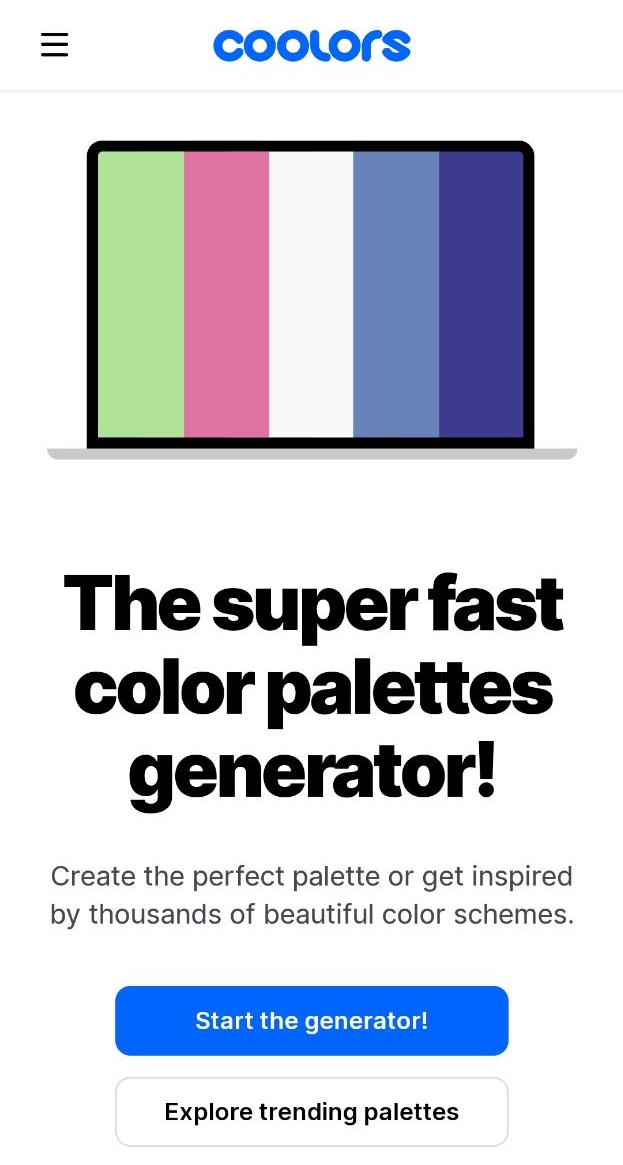 coolors
The super fast
color palettes
generator!
Create the perfect palette or get inspired
by thousands of beautiful color schemes.
Start the generator!
Explore trending palettes